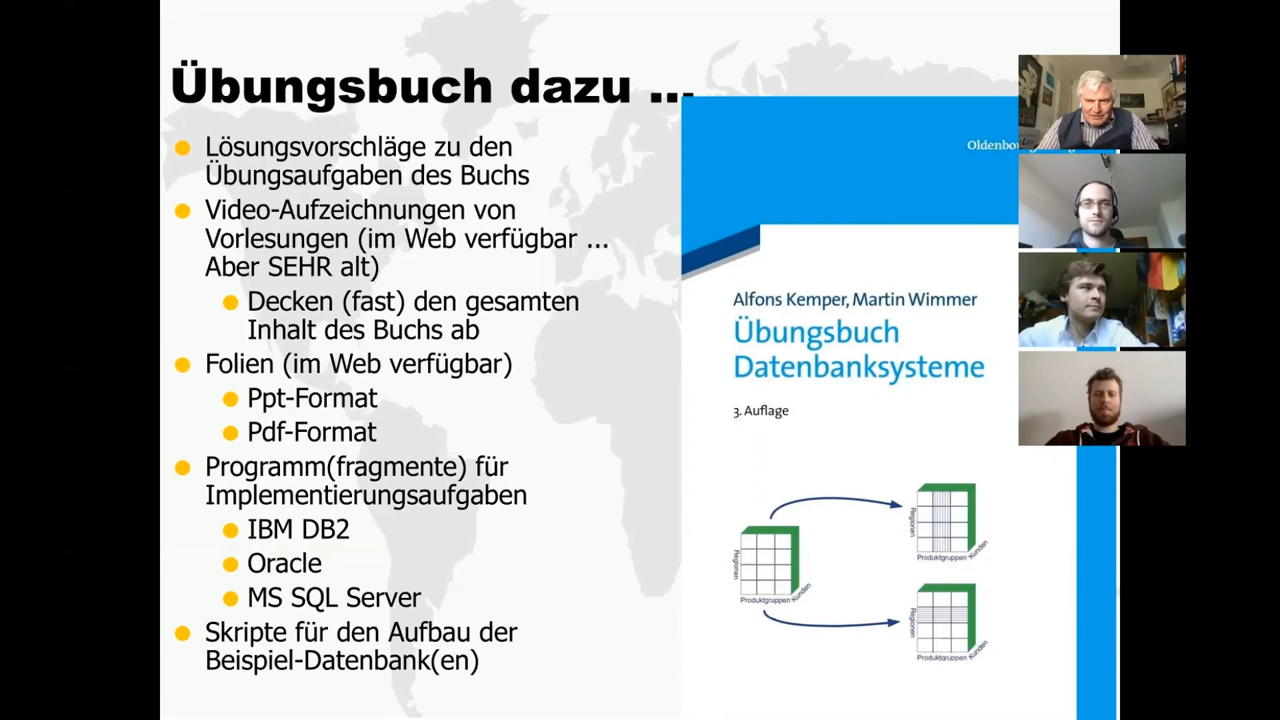 Übungsbuch dazu ...
Lösungsvorschläge zu den
Übungsaufgaben des Buchs
Video-Aufzeichnungen von
Vorlesungen (im Web verfügbar ...
Aber SEHR alt)
Decken (fast) den gesamten
Inhalt des Buchs ab
Folien (im Web verfügbar)
Ppt-Format
Pdf-Format
Programm(fragmente) für
Implementierungsaufgaben
IBM DB2
Oracle
MS SQL Server
Skripte für den Aufbau der
Beispiel-Datenbank(en)
Alfons Kemper, Martin Wimmer
Übungsbuch
Datenbanksysteme
3. Auflage
Regionen
Produktgruppen
Kunden
Regionen
Produktgruppen
Kunden
Regionen
Produktgruppen
Kunden